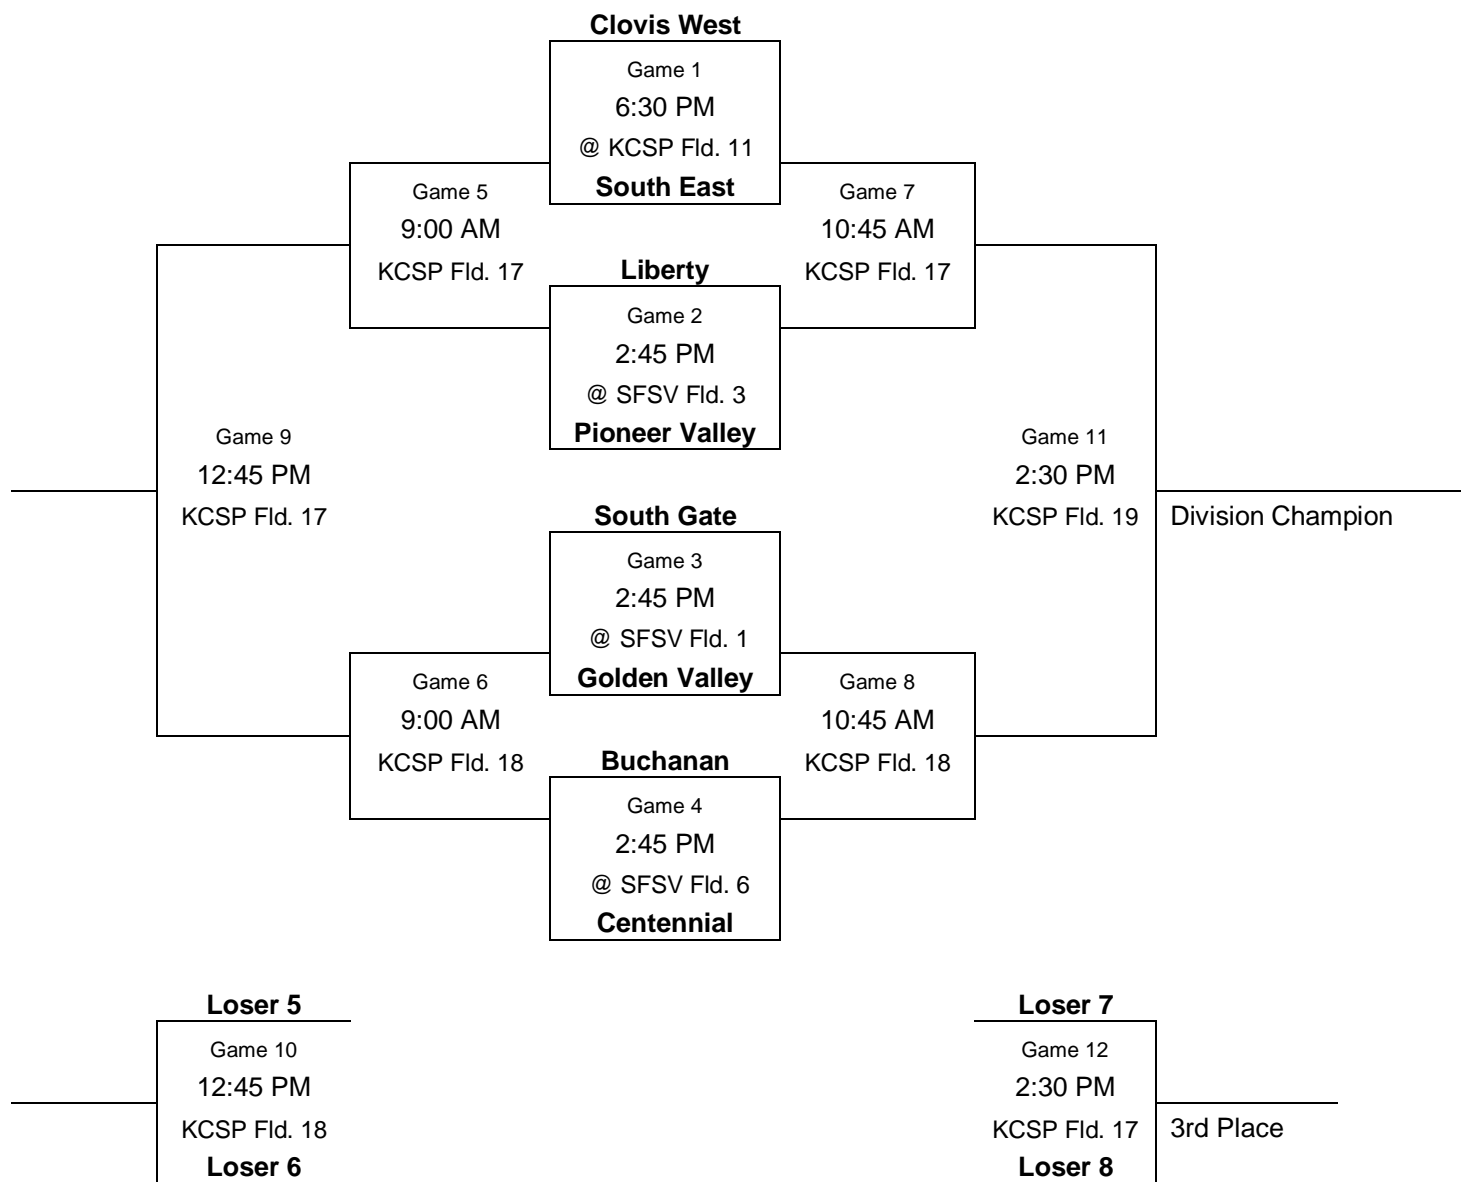 Clovis West
Game 1
6:30 PM
@ KCSP Fld. 11
South East
Game 5
9:00 AM
KCSP Fld. 17
Game 7
10:45 AM
KCSP Fld. 17
Liberty
Game 2
2:45 PM
@ SFSV Fld. 3
Pioneer Valley
Game 9
12:45 PM
KCSP Fld. 17
Game 11
2:30 PM
KCSP Fld. 19
Division Champion
South Gate
Game 3
2:45 PM
@ SFSV Fld. 1
Golden Valley
Game 6
9:00 AM
KCSP Fld. 18
Game 8
10:45 AM
KCSP Fld. 18
Buchanan
Game 4
2:45 PM
@ SFSV Fld. 6
Centennial
Loser 5
Game 10
12:45 PM
KCSP Fld. 18
Loser 6
Loser 7
Game 12
2:30 PM
KCSP Fld. 17
Loser 8
3rd Place